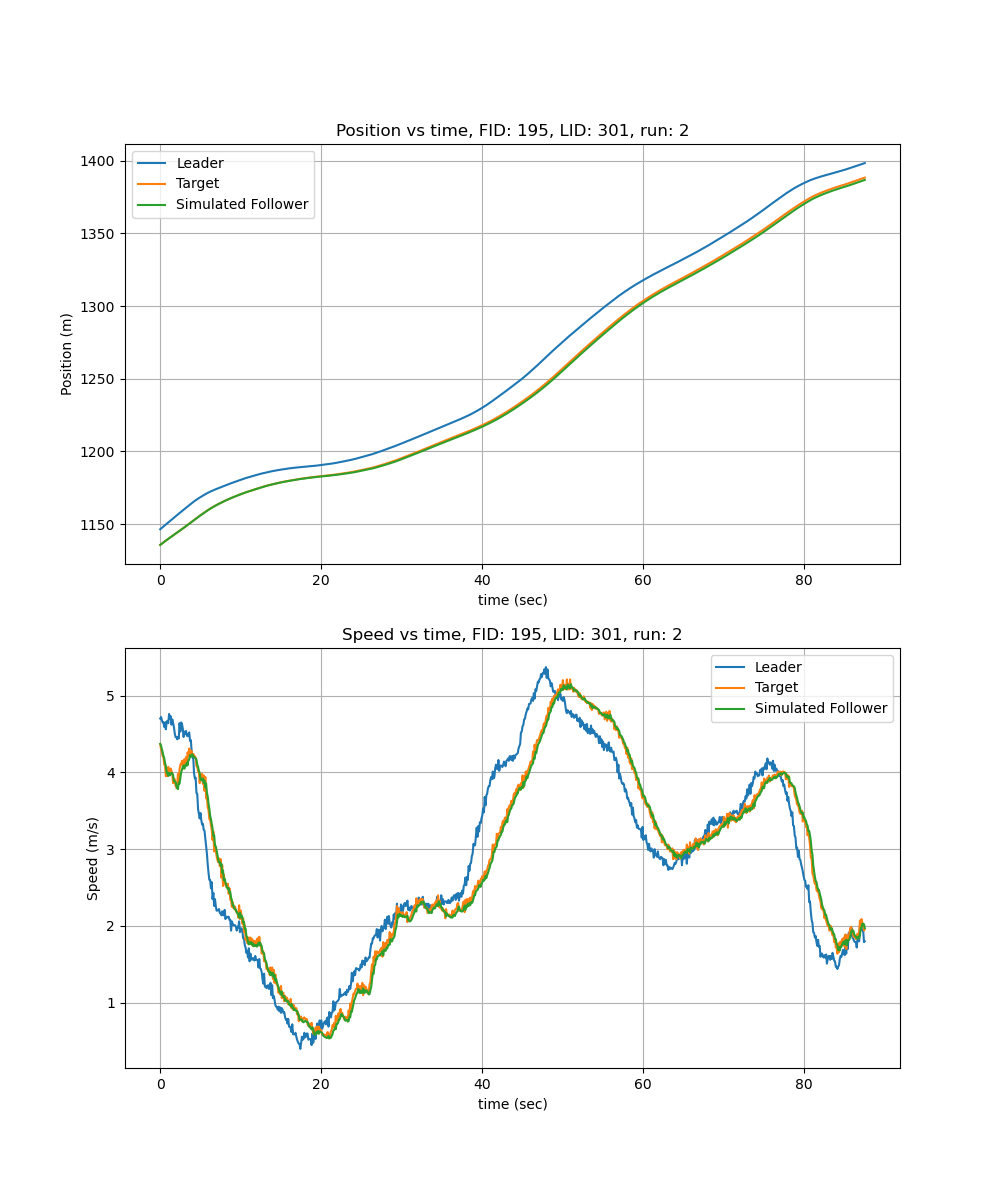 Position vs time, FID: 195, LID: 301, run: 2
Leader
Target
Simulated Follower
1400
1350
1300
1250
1200
1150
Position (m)
0 20 40 60 80
time (sec)
Speed vs time, FID: 195, LID: 301, run: 2
Leader
Target
Simulated Follower
5
4
3
2
1
Speed (m/s)
0 20 40 60 80
time (sec)